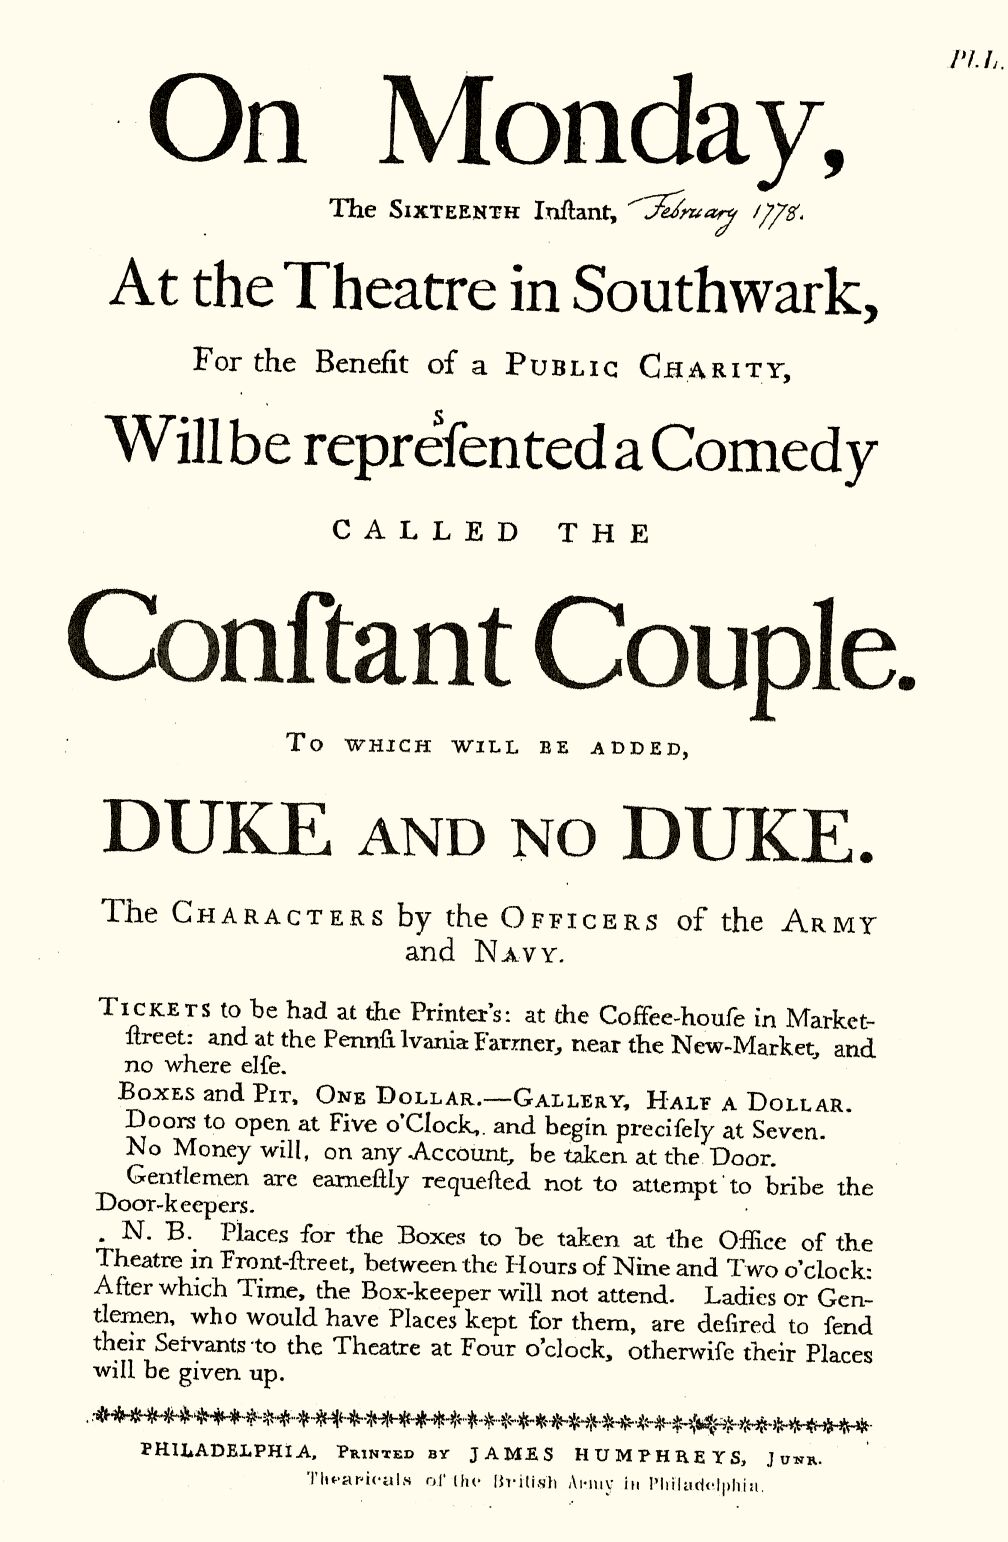 Pl. L.
On Monday,
The SIXTEENTH Inſtant, February 1778.
At the Theatre in Southwark,
For the Benefit of a PUBLIC CHARITY,
s
Will be repreſented a Comedy
CALLED THE
Conſtant Couple.
TO WHICH WILL BE ADDED,
DUKE AND NO DUKE.
The CHARACTERS by the OFFICERS of the ARMY
and NAVY.
TICKETS to be had at the Printer's: at the Coffee-houſe in Market-
ſtreet: and at the Pennſi lvania Farmer, near the New-Market, and
no where elſe.
BOXES and PIT, ONE DOLLAR.—GALLERY, HALF A DOLLAR.
Doors to open at Five o'Clock,. and begin preciſely at Seven.
No Money will, on any Account, be taken at the Door.
Gentlemen are earneſtly requeſted not to attempt to bribe the
Door-keepers.
. N. B. Places for the Boxes to be taken at the Office of the
Theatre in Front-ſtreet, between the Hours of Nine and Two o'clock:
After which Time, the Box-keeper will not attend. Ladies or Gen-
tlemen, who would have Places kept for them, are deſired to ſend
their Servants to the Theatre at Four o'clock, otherwiſe their Places
will be given up.
PHILADELPHIA, PRINTED BY JAMES HUMPHREYS, JUNR.
Thearicals of the British Army in Philadelphia.